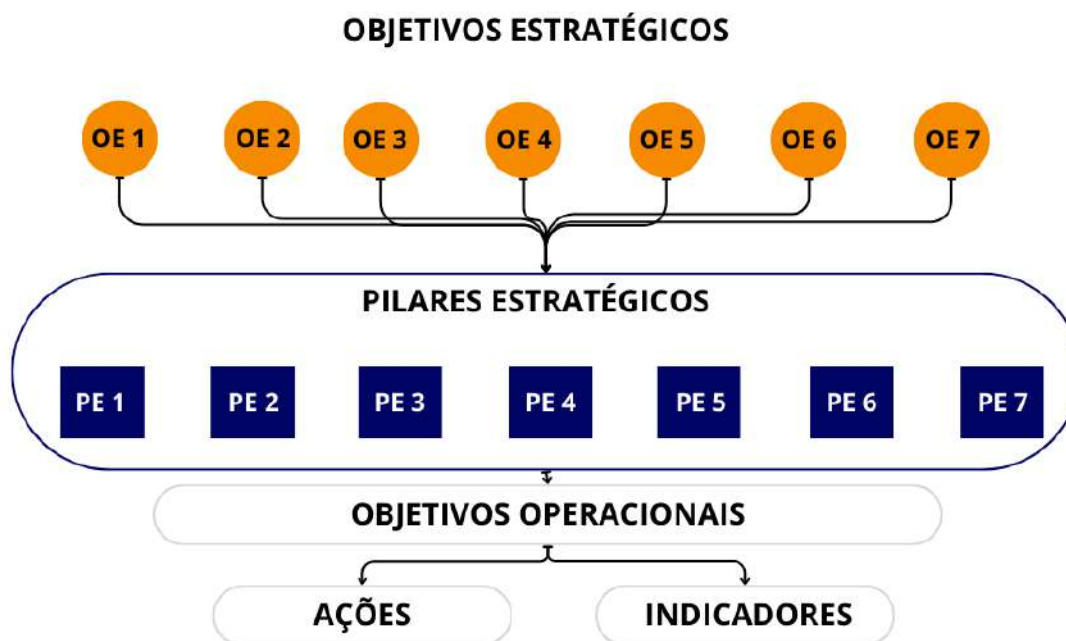 OBJETIVOS ESTRATÉGICOS
OE 1 OE 2 OE 3 OE 4 OE 5 OE 6 OE 7
PILARES ESTRATÉGICOS
PE 1 PE 2 PE 3 PE 4 PE 5 PE 6 PE 7
OBJETIVOS OPERACIONAIS
AÇÕES INDICADORES